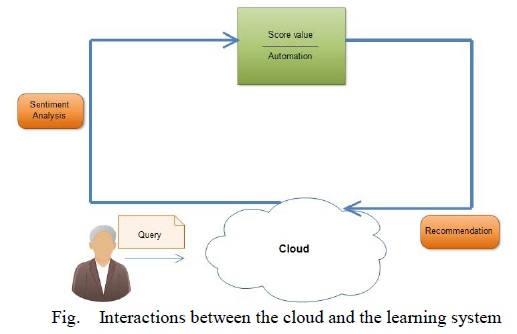 Score value
Automation
Sentiment
Analysis
Query
Cloud
Recommendation
Fig. Interactions between the cloud and the learning system